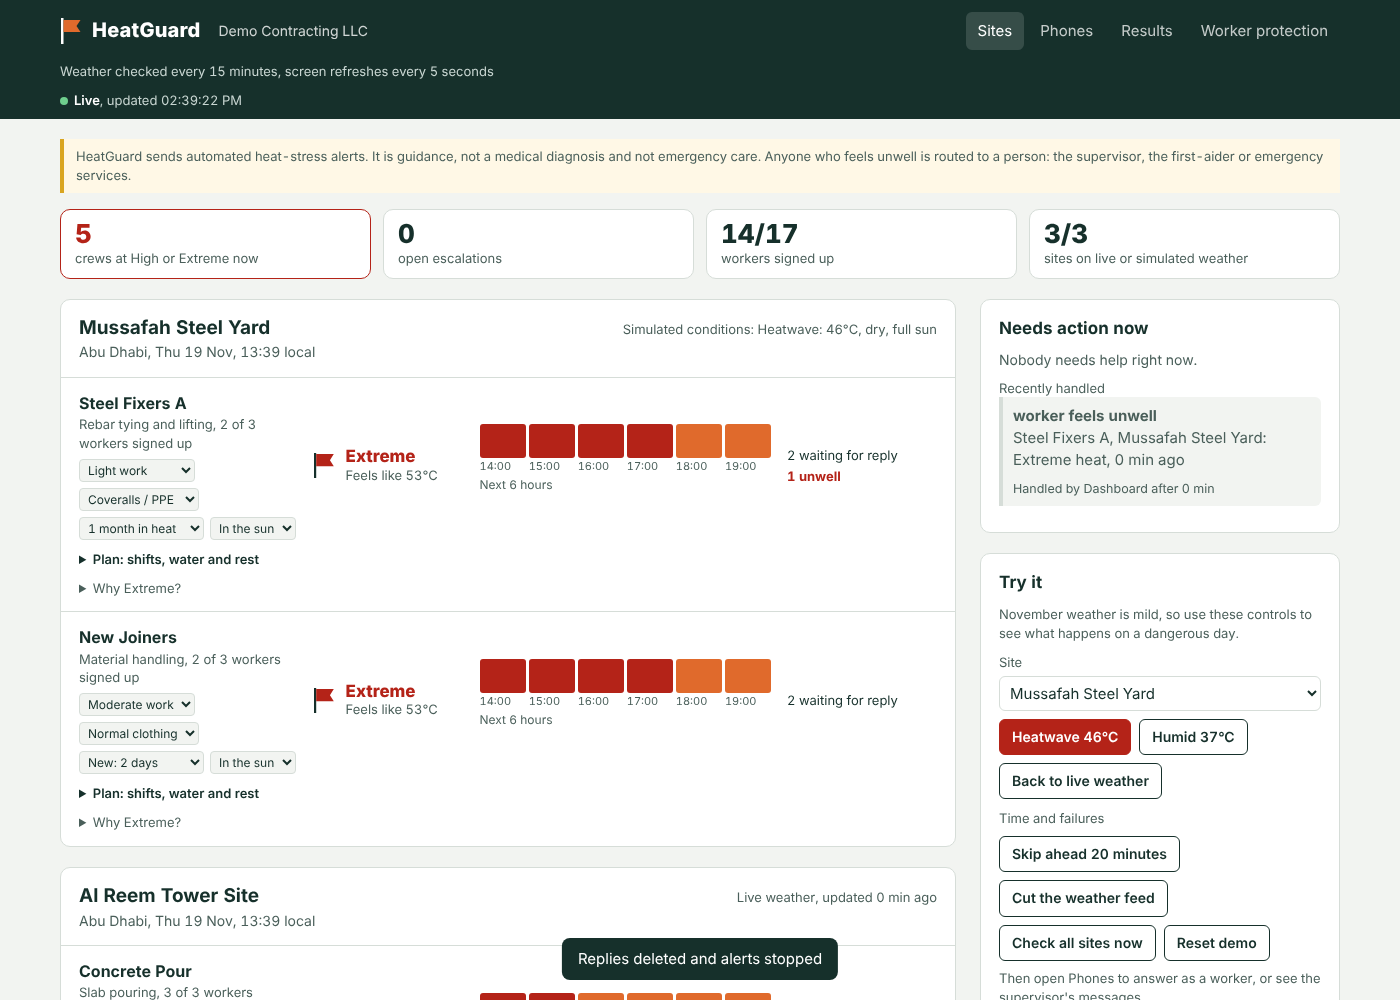 HeatGuard
Demo Contracting LLC
Sites
Phones
Results
Worker protection
Weather checked every 15 minutes, screen refreshes every 5 seconds
Live, updated 02:39:22 PM
HeatGuard sends automated heat-stress alerts. It is guidance, not a medical diagnosis and not emergency care. Anyone who feels unwell is routed to a person: the supervisor, the first-aider or emergency
services.
5
crews at High or Extreme now
0
open escalations
14/17
workers signed up
3/3
sites on live or simulated weather
Mussafah Steel Yard
Abu Dhabi, Thu 19 Nov, 13:39 local
Simulated conditions: Heatwave: 46°C, dry, full sun
Steel Fixers A
Rebar tying and lifting, 2 of 3
workers signed up
Light work
Coveralls / PPE
1 month in heat
In the sun
Plan: shifts, water and rest
Why Extreme?
Extreme
Feels like 53°C
14:00 15:00 16:00 17:00 18:00 19:00
Next 6 hours
2 waiting for reply
1 unwell
New Joiners
Material handling, 2 of 3 workers
signed up
Moderate work
Normal clothing
New: 2 days
In the sun
Plan: shifts, water and rest
Why Extreme?
Extreme
Feels like 53°C
14:00 15:00 16:00 17:00 18:00 19:00
Next 6 hours
2 waiting for reply
Al Reem Tower Site
Abu Dhabi, Thu 19 Nov, 13:39 local
Live weather, updated 0 min ago
Concrete Pour
Slab pouring, 3 of 3 workers
Replies deleted and alerts stopped
Needs action now
Nobody needs help right now.
Recently handled
worker feels unwell
Steel Fixers A, Mussafah Steel Yard:
Extreme heat, 0 min ago
Handled by Dashboard after 0 min
Try it
November weather is mild, so use these controls to
see what happens on a dangerous day.
Site
Mussafah Steel Yard
Heatwave 46°C
Humid 37°C
Back to live weather
Time and failures
Skip ahead 20 minutes
Cut the weather feed
Check all sites now
Reset demo
Then open Phones to answer as a worker, or see the
supervisor's messages